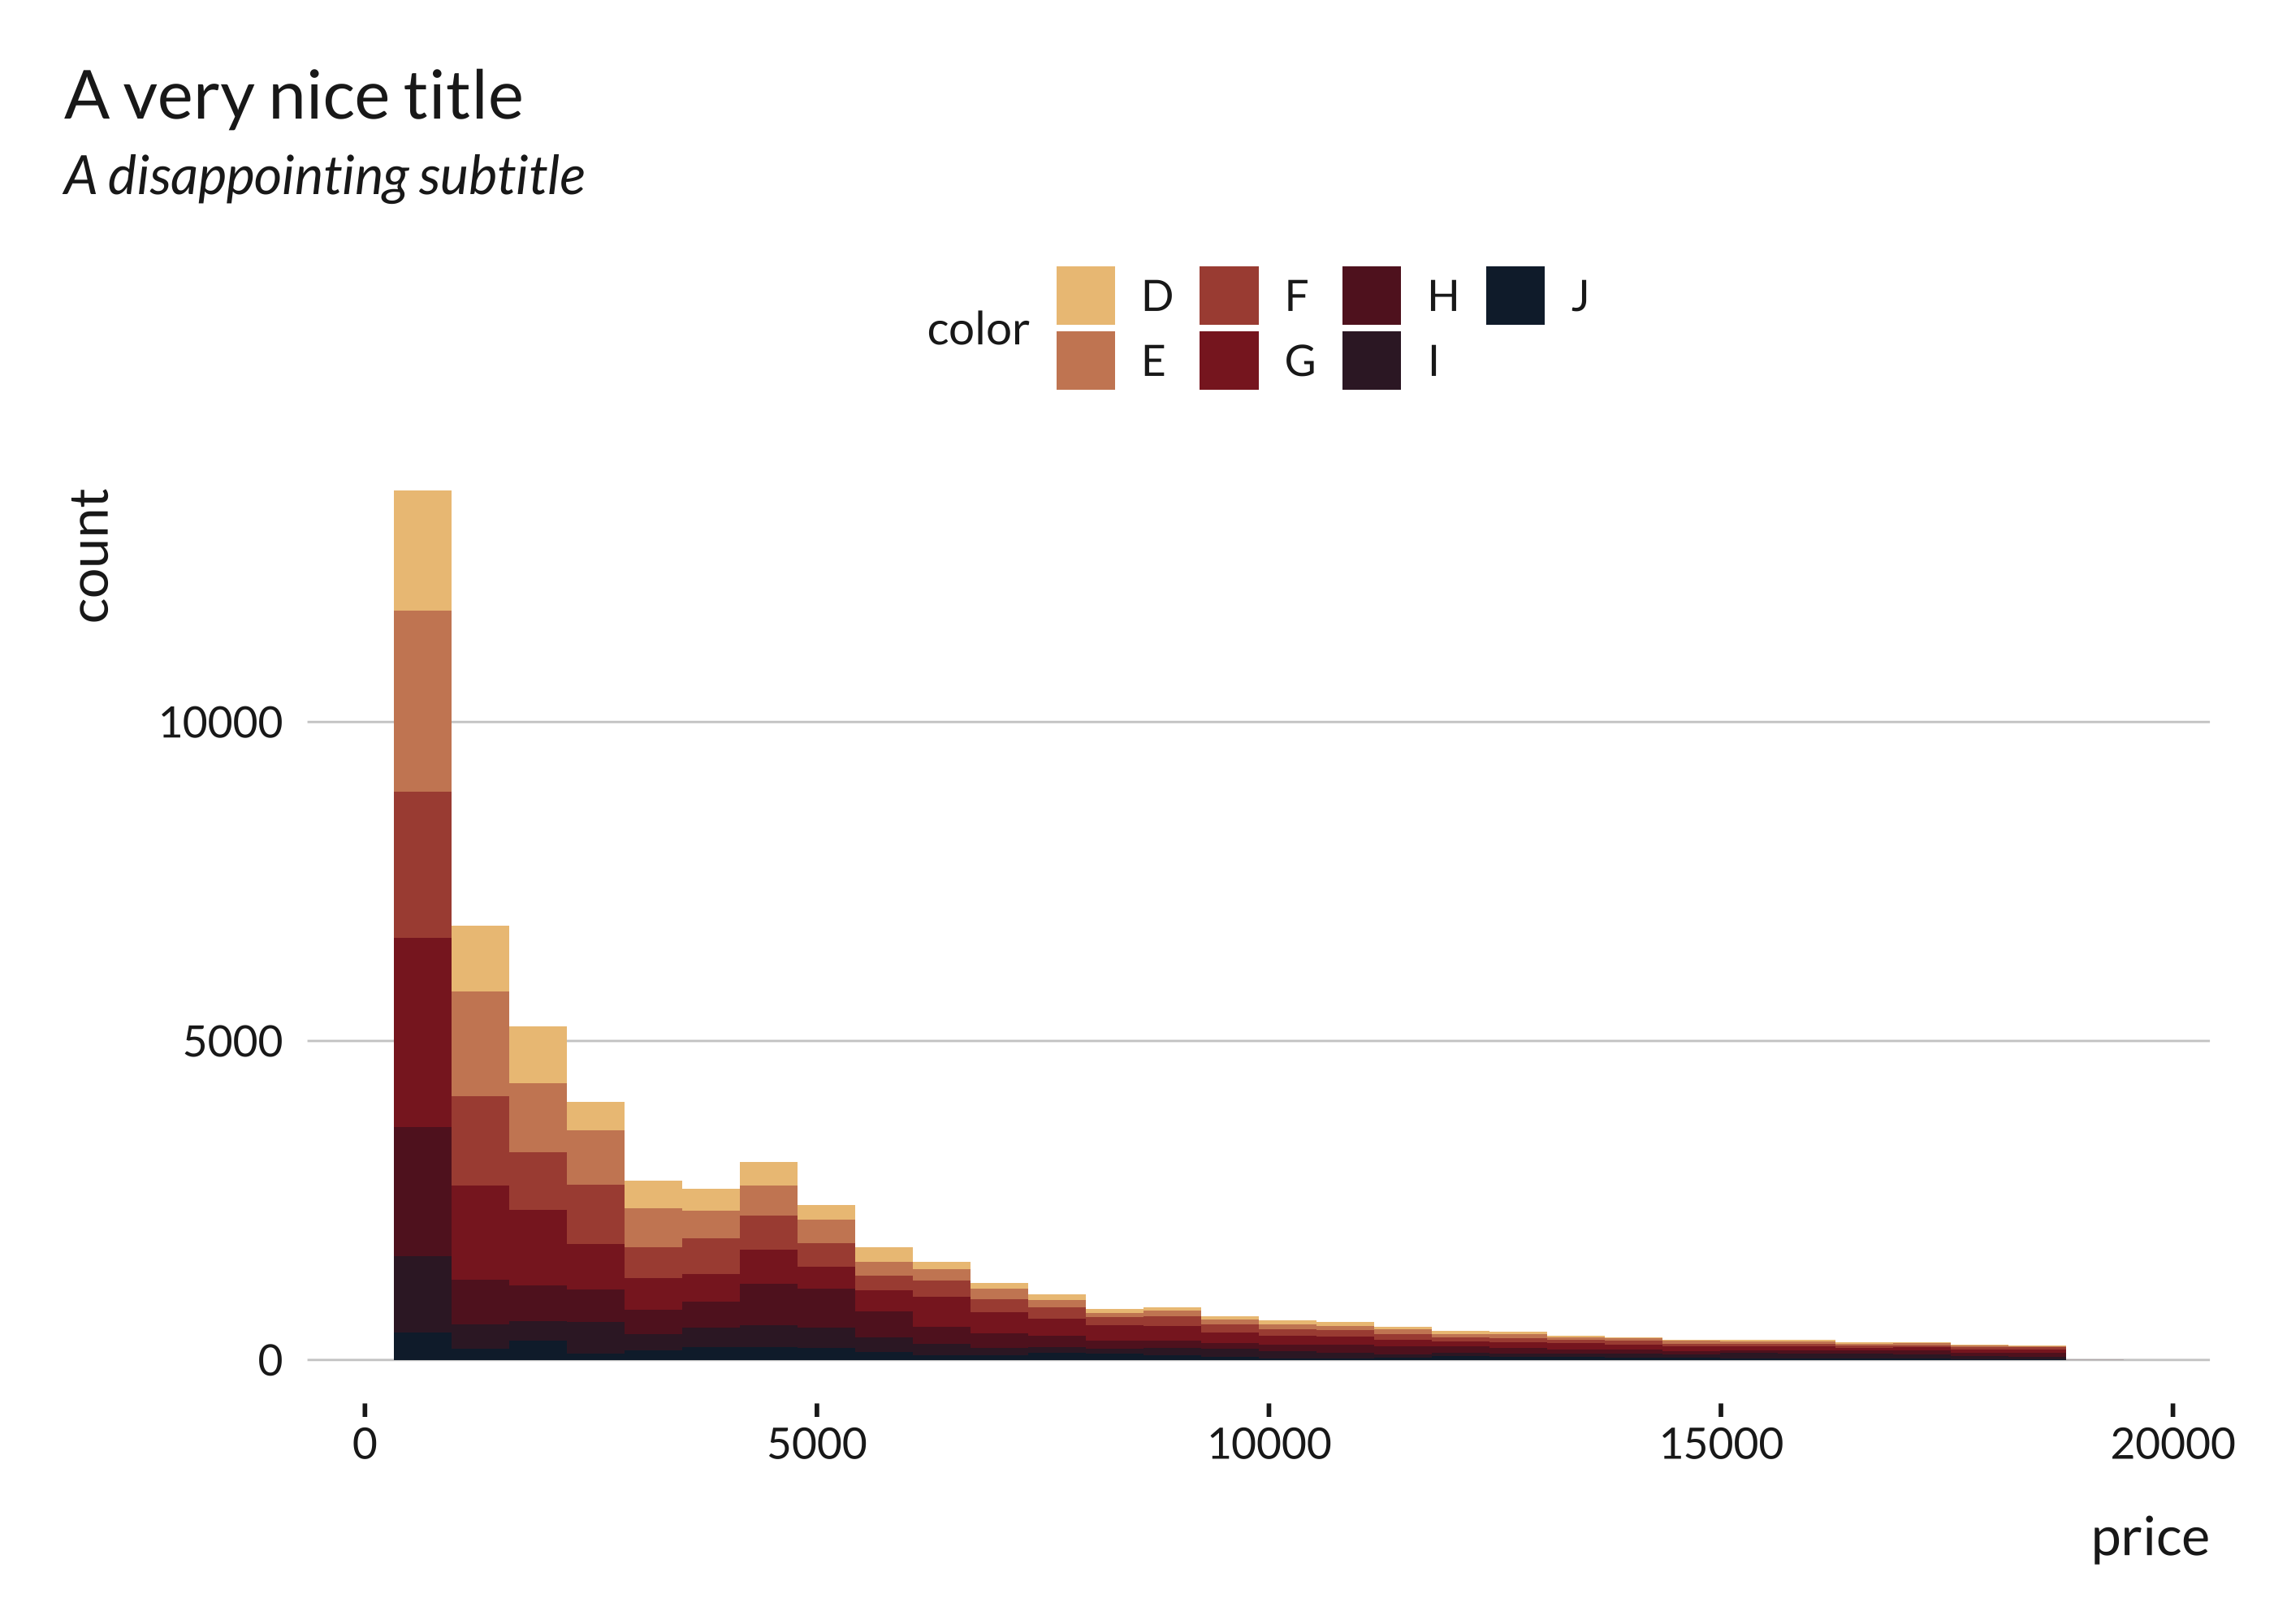 A very nice title
A disappointing subtitle
color
D
F
H
J
E
G
I
count
10000
5000
0
0
5000
10000
15000
20000
price